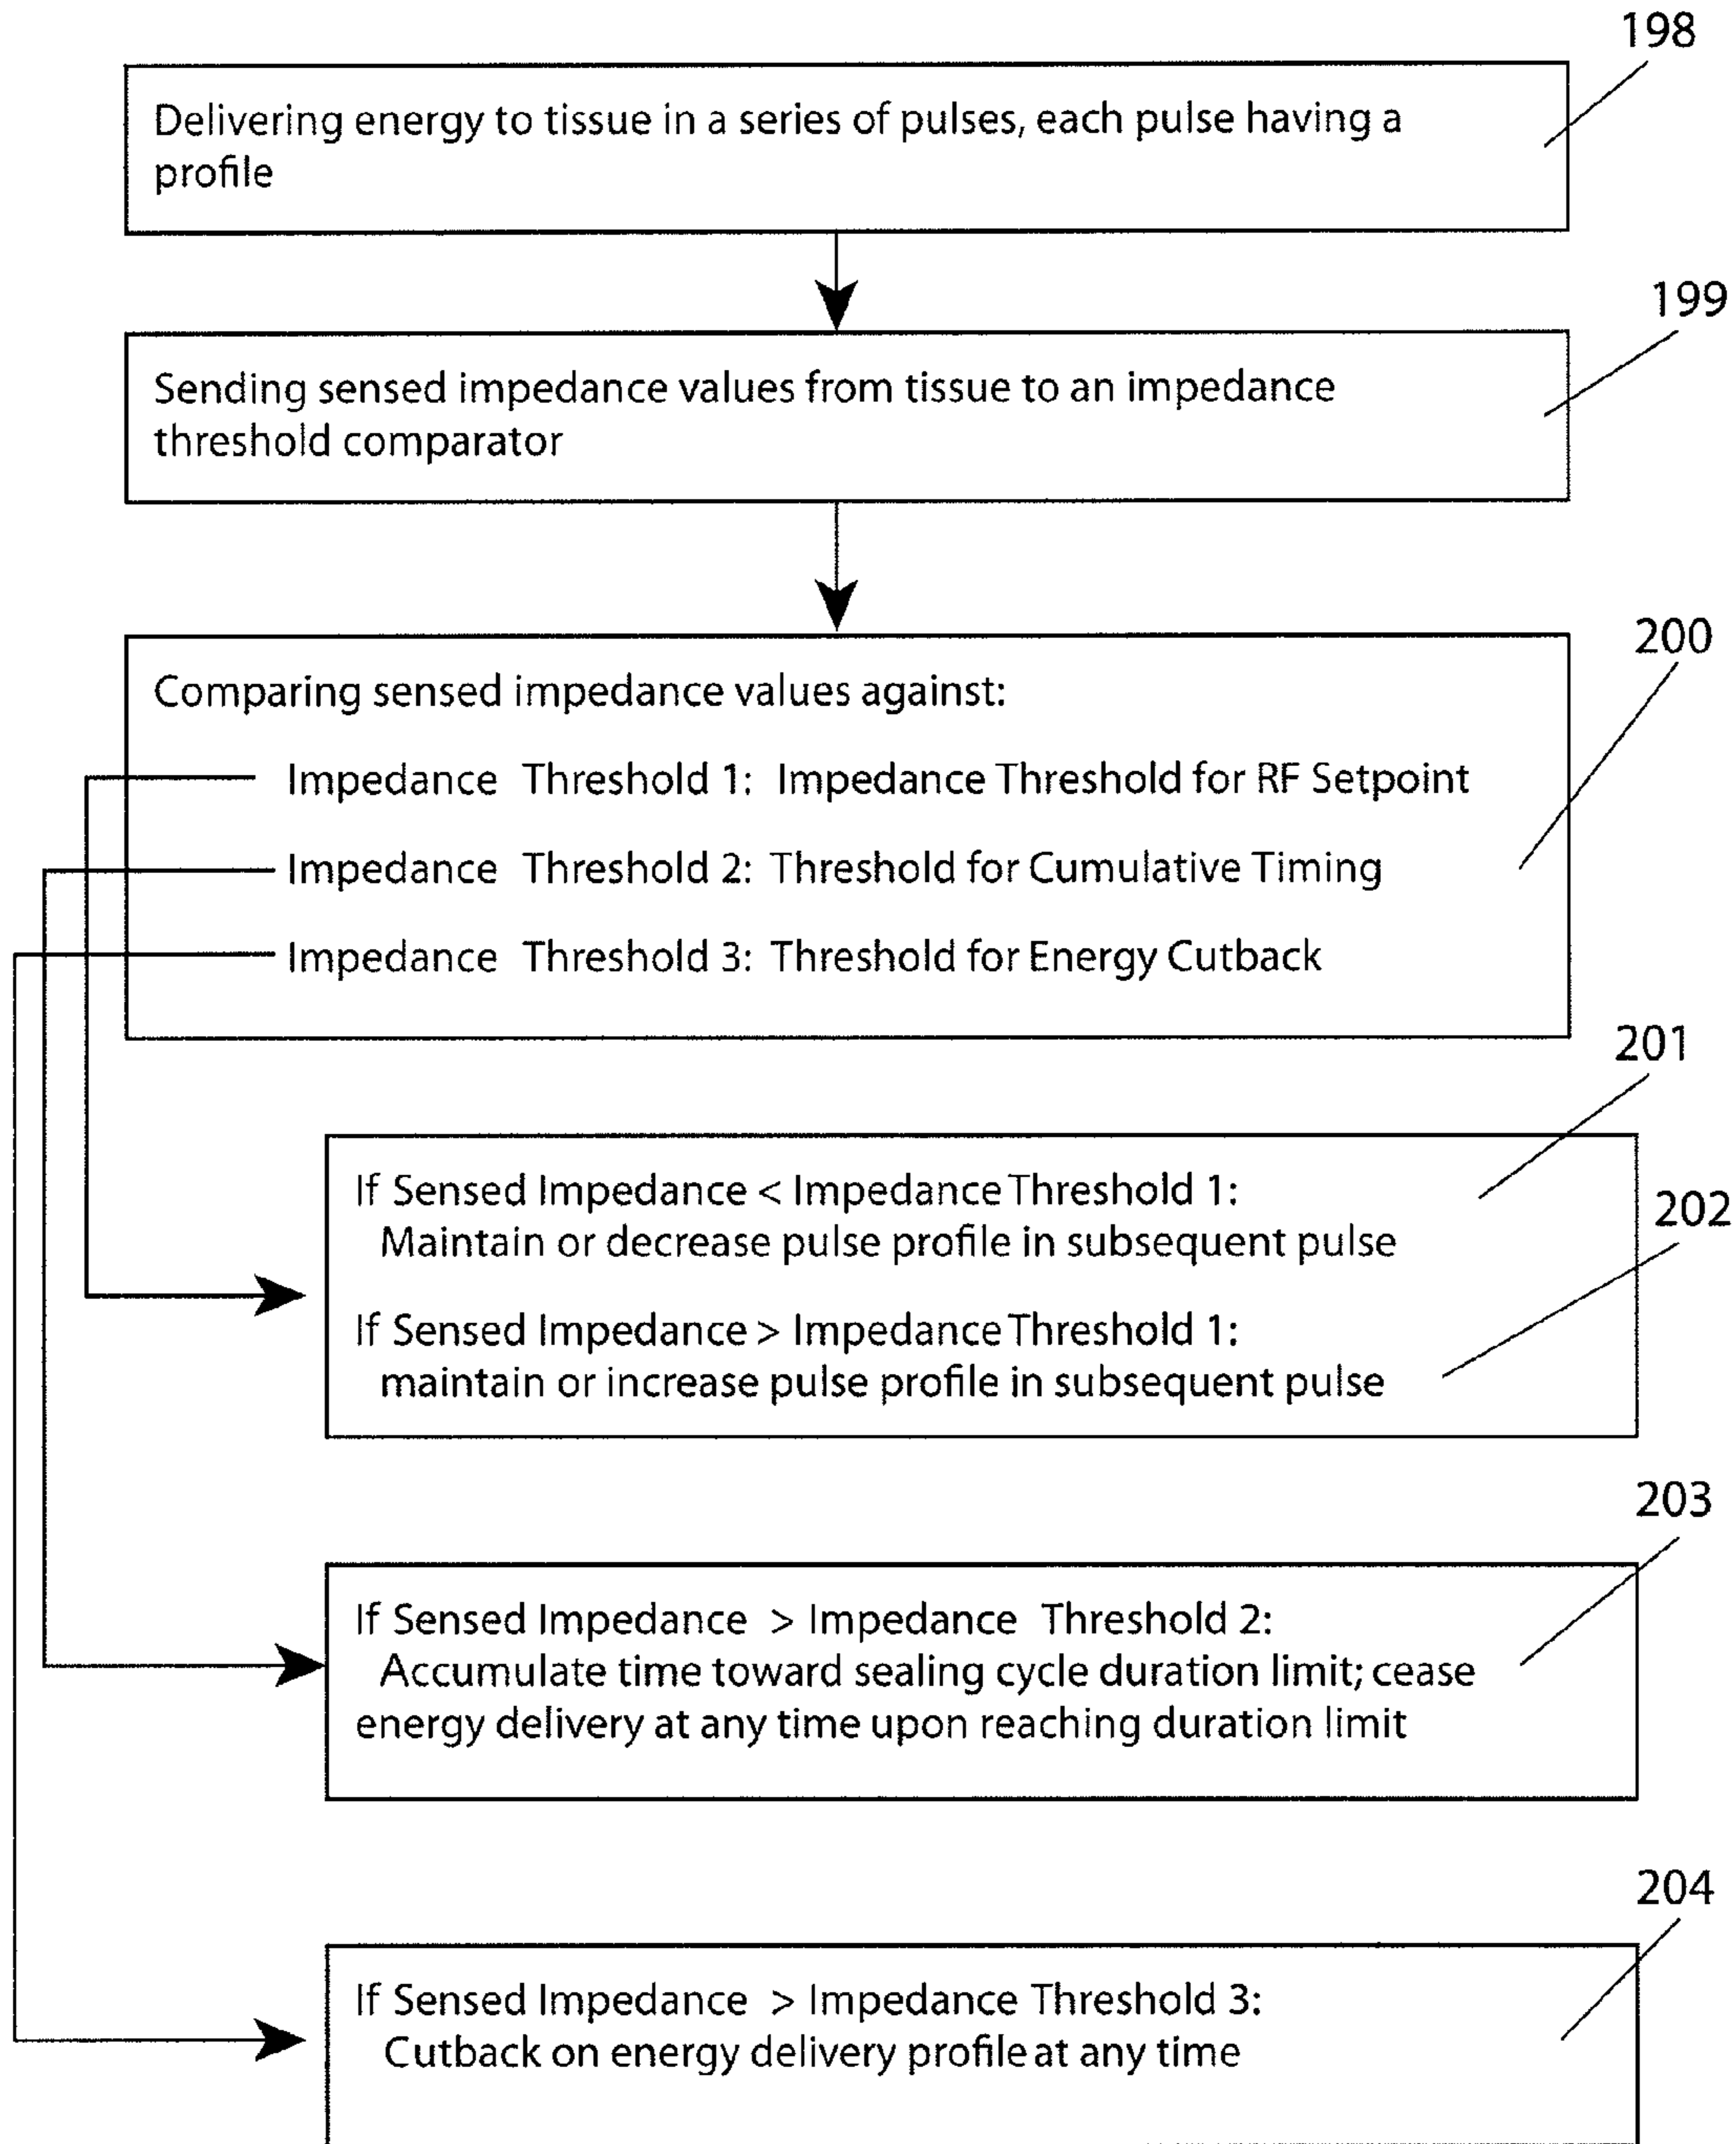 198
Delivering energy to tissue in a series of pulses, each pulse having a
profile
199
Sending sensed impedance values from tissue to an impedance
threshold comparator
200
Comparing sensed impedance values against:
Impedance Threshold 1: Impedance Threshold for RF Setpoint
Impedance Threshold 2: Threshold for Cumulative Timing
Impedance Threshold 3: Threshold for Energy Cutback
201
If Sensed Impedance < Impedance Threshold 1:
Maintain or decrease pulse profile in subsequent pulse
202
If Sensed Impedance > Impedance Threshold 1:
maintain or increase pulse profile in subsequent pulse
203
If Sensed Impedance > Impedance Threshold 2:
Accumulate time toward sealing cycle duration limit; cease
energy delivery at any time upon reaching duration limit
204
If Sensed Impedance > Impedance Threshold 3:
Cutback on energy delivery profile at any time